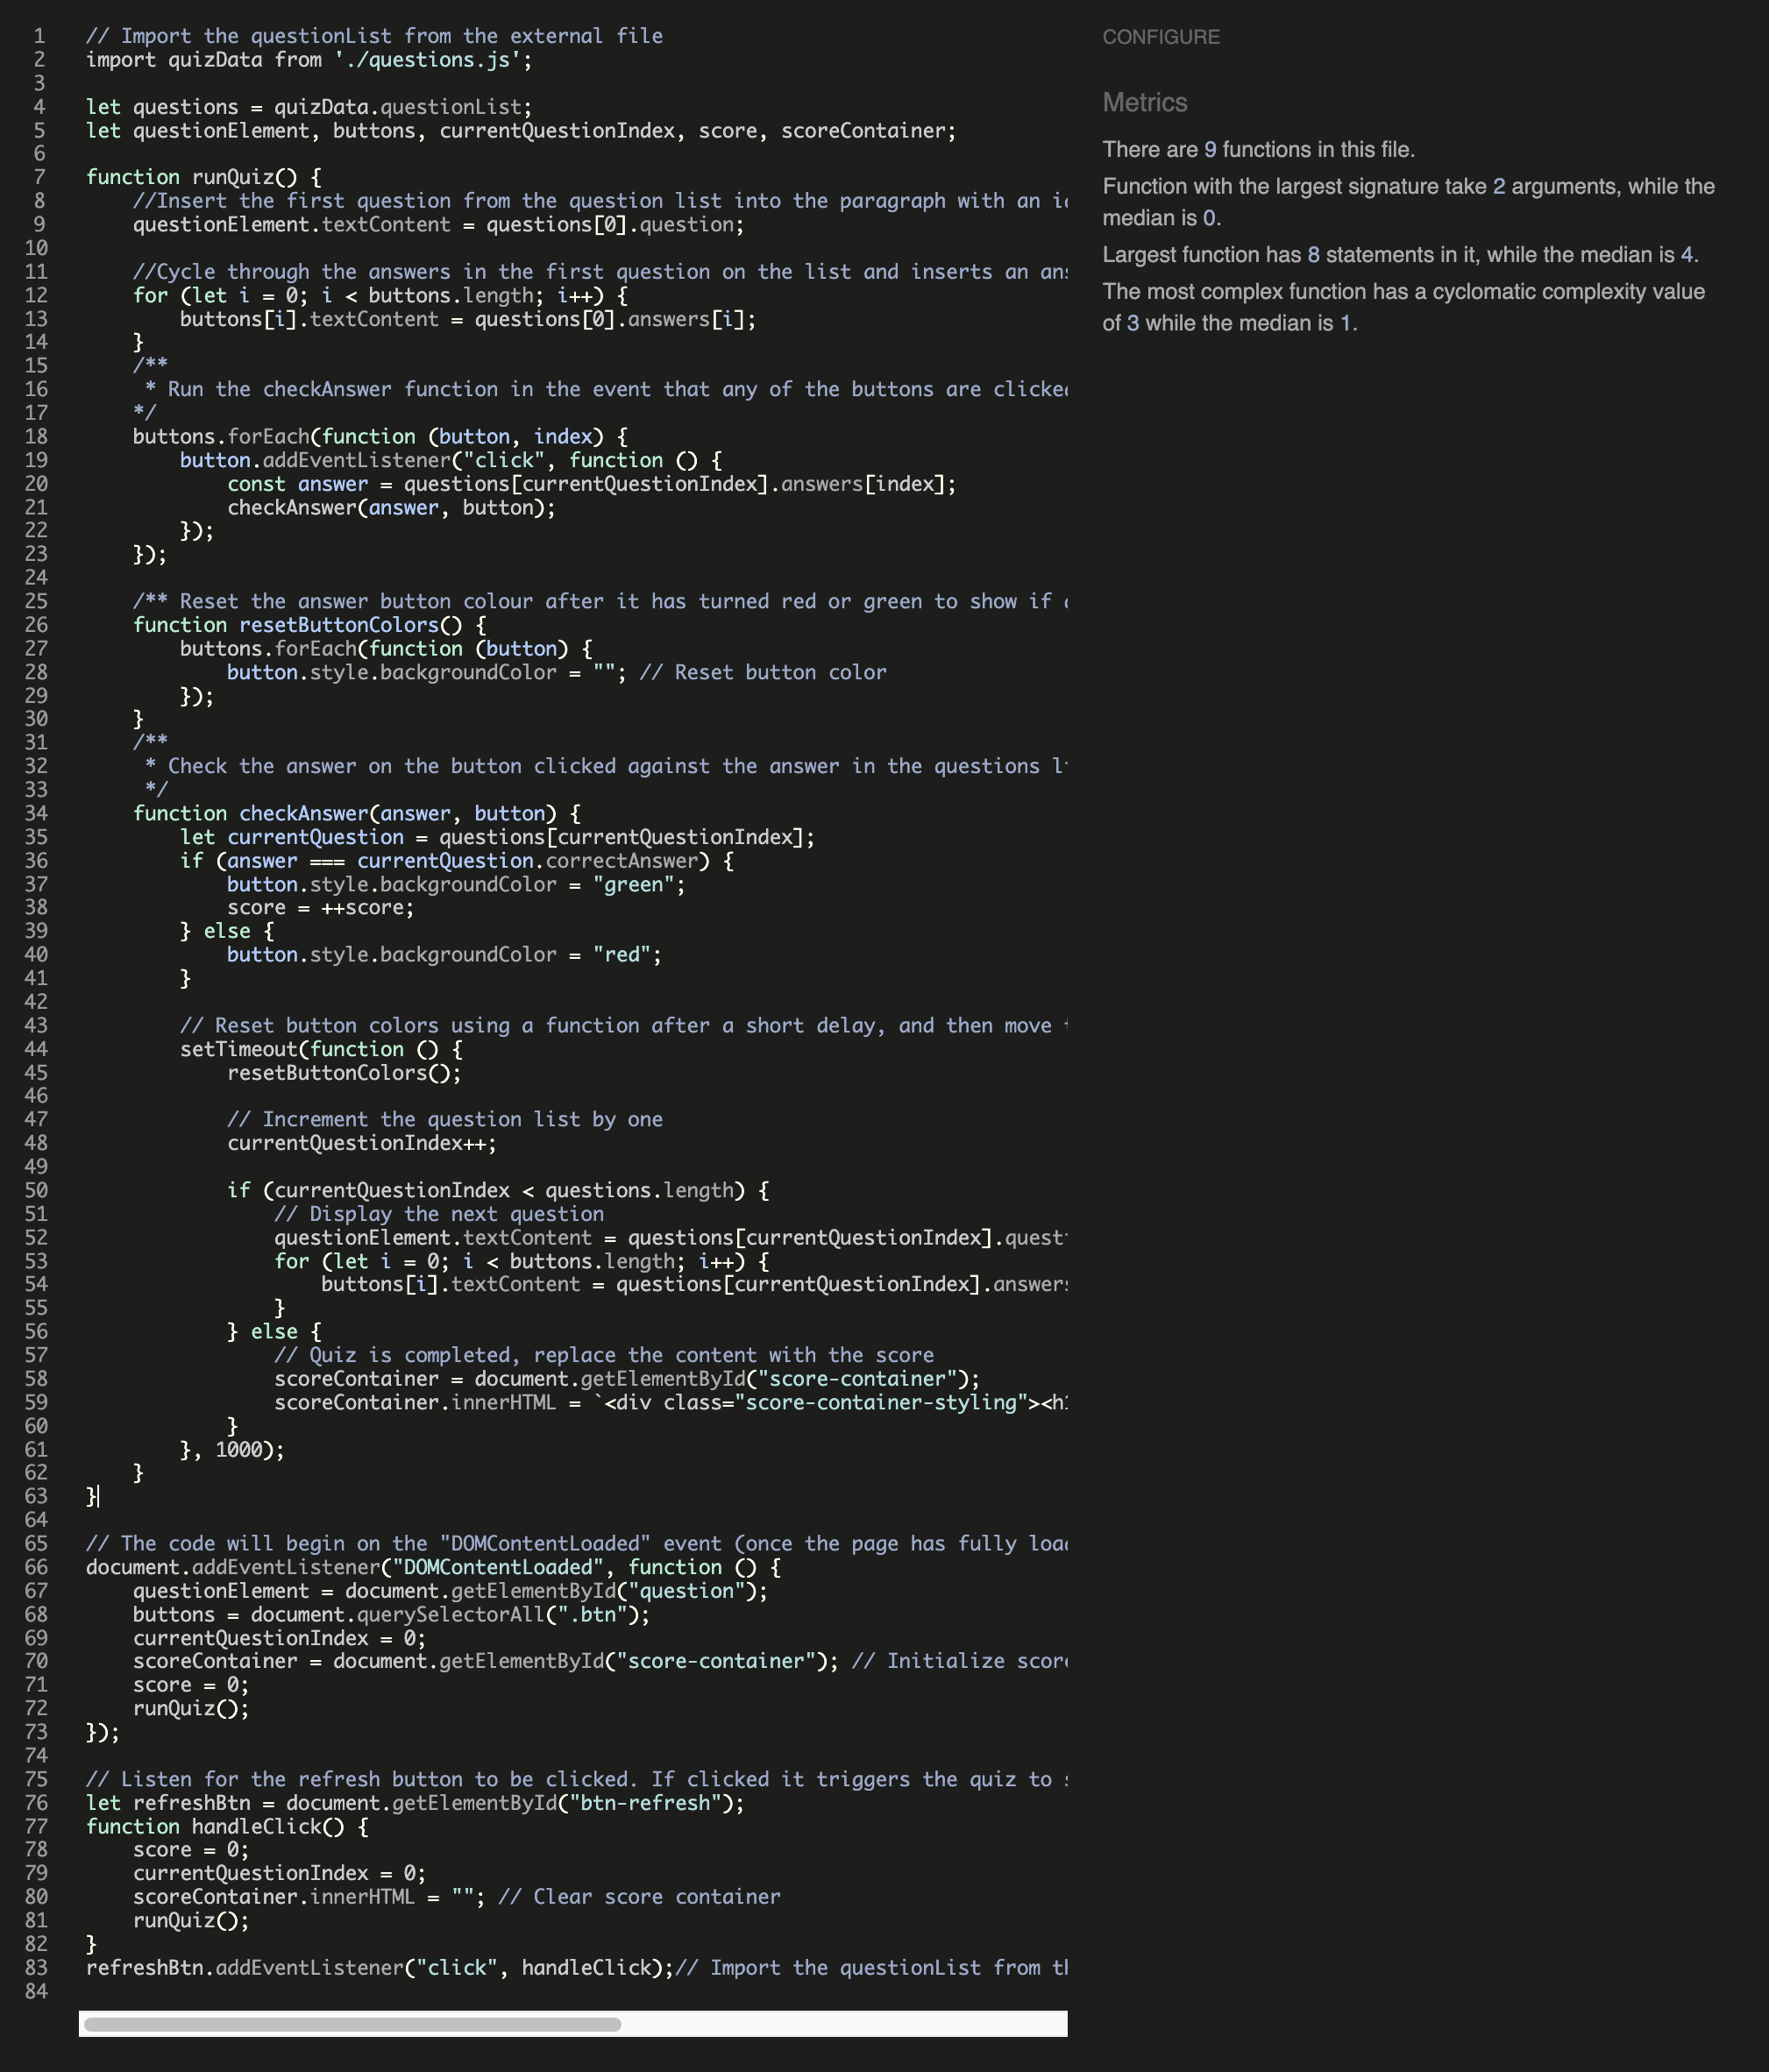 1 // Import the questionList from the external file
2 import quizData from './questions.js';
3
4 let questions = quizData.questionList;
5 let questionElement, buttons, currentQuestionIndex, score, scoreContainer;
6
7 function runQuiz() {
8     //Insert the first question from the question list into the paragraph with an
9     questionElement.textContent = questions[0].question;
10
11     //Cycle through the answers in the first question on the list and inserts an
12     for (let i = 0; i < buttons.length; i++) {
13         buttons[i].textContent = questions[0].answers[i];
14     }
15     /**
16      * Run the checkAnswer function in the event that any of the buttons are clicked
17     */
18     buttons.forEach(function (button, index) {
19         button.addEventListener("click", function () {
20             const answer = questions[currentQuestionIndex].answers[index];
21             checkAnswer(answer, button);
22         });
23     });
24
25     /** Reset the answer button colour after it has turned red or green to show if
26     function resetButtonColors() {
27         buttons.forEach(function (button) {
28             button.style.backgroundColor = ""; // Reset button color
29         });
30     }
31     /**
32      * Check the answer on the button clicked against the answer in the questions
33      */
34     function checkAnswer(answer, button) {
35         let currentQuestion = questions[currentQuestionIndex];
36         if (answer === currentQuestion.correctAnswer) {
37             button.style.backgroundColor = "green";
38             score = ++score;
39         } else {
40             button.style.backgroundColor = "red";
41         }
42
43         // Reset button colors using a function after a short delay, and then move
44         setTimeout(function () {
45             resetButtonColors();
46
47             // Increment the question list by one
48             currentQuestionIndex++;
49
50             if (currentQuestionIndex < questions.length) {
51                 // Display the next question
52                 questionElement.textContent = questions[currentQuestionIndex].quest
53                 for (let i = 0; i < buttons.length; i++) {
54                     buttons[i].textContent = questions[currentQuestionIndex].answers
55                 }
56             } else {
57                 // Quiz is completed, replace the content with the score
58                 scoreContainer = document.getElementById("score-container");
59                 scoreContainer.innerHTML = `<div class="score-container-styling"><h1
60             }
61         }, 1000);
62     }
63 }
64
65 // The code will begin on the "DOMContentLoaded" event (once the page has fully
66 document.addEventListener("DOMContentLoaded", function () {
67     questionElement = document.getElementById("question");
68     buttons = document.querySelectorAll(".btn");
69     currentQuestionIndex = 0;
70     scoreContainer = document.getElementById("score-container"); // Initialize
71     score = 0;
72     runQuiz();
73 });
74
75 // Listen for the refresh button to be clicked. If clicked it triggers the quiz to
76 let refreshBtn = document.getElementById("btn-refresh");
77 function handleClick() {
78     score = 0;
79     currentQuestionIndex = 0;
80     scoreContainer.innerHTML = ""; // Clear score container
81     runQuiz();
82 }
83 refreshBtn.addEventListener("click", handleClick);// Import the questionList from
84
CONFIGURE
Metrics
There are 9 functions in this file.
Function with the largest signature take 2 arguments, while the
median is 0.
Largest function has 8 statements in it, while the median is 4.
The most complex function has a cyclomatic complexity value
of 3 while the median is 1.